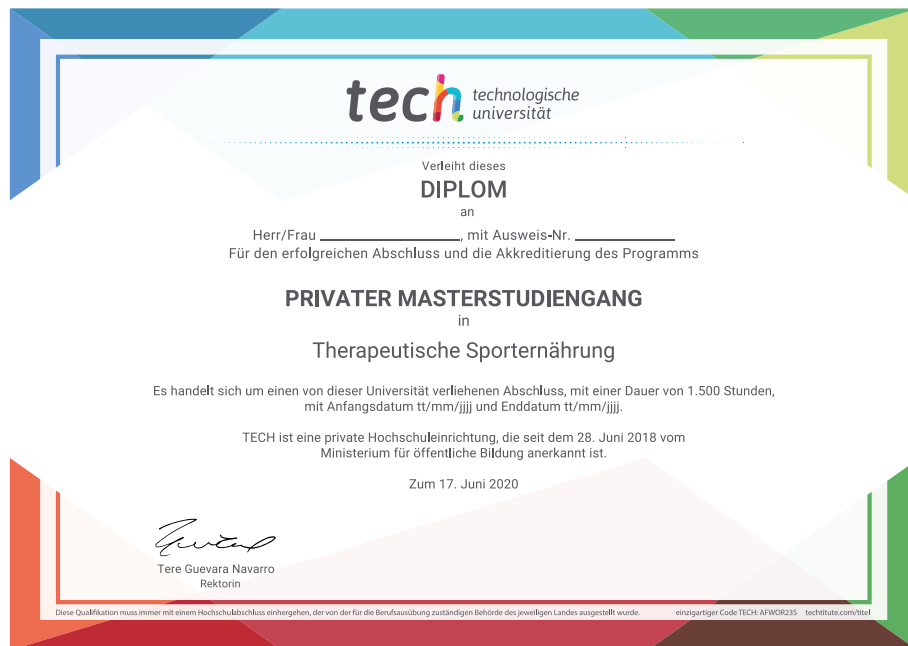 tech technologische
universität
Verleiht dieses
DIPLOM
an
Herr/Frau ____________________, mit Ausweis-Nr. ______________
Für den erfolgreichen Abschluss und die Akkreditierung des Programms
PRIVATER MASTERSTUDIENGANG
in
Therapeutische Sporternährung
Es handelt sich um einen von dieser Universität verliehenen Abschluss, mit einer Dauer von 1.500 Stunden,
mit Anfangsdatum tt/mm/jjjj und Enddatum tt/mm/jjjj.
TECH ist eine private Hochschuleinrichtung, die seit dem 28. Juni 2018 vom
Ministerium für öffentliche Bildung anerkannt ist.
Zum 17. Juni 2020
Tere Guevara Navarro
Rektorin
Diese Qualifikation muss immer mit einem Hochschulabschluss einhergehen, der von der für die Berufsausübung zuständigen Behörde des jeweiligen Landes ausgestellt wurde. einzigartiger Code TECH: AFWOR23S techtitute.com/titel